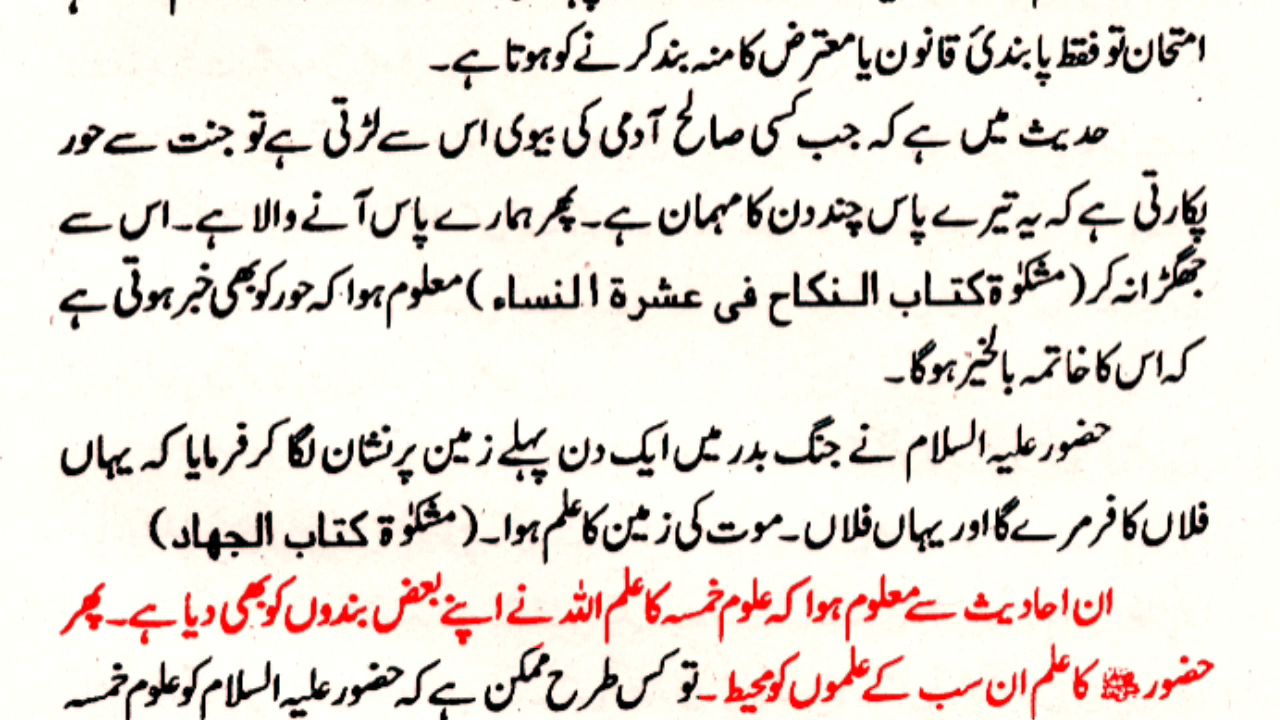 امتحان تو فقط پابندیٔ قانون یا معترض کا منہ بند کرنے کو ہوتا ہے۔
حدیث میں ہے کہ جب کسی صالح آدمی کی بیوی اس سے لڑتی ہے تو جنت سے حور
پکارتی ہے کہ یہ تیرے پاس چند دن کا مہمان ہے۔ پھر ہمارے پاس آنے والا ہے۔ اس سے
جھگڑا نہ کر (مشکوٰۃ کتاب النکاح فی عشرۃ النساء) معلوم ہوا کہ حور کو بھی خبر ہوتی ہے
کہ اس کا خاتمہ بالخیر ہوگا۔
حضور علیہ السلام نے جنگ بدر میں ایک دن پہلے زمین پر نشان لگا کر فرمایا کہ یہاں
فلاں کافر مرے گا اور یہاں فلاں۔ موت کی زمین کا علم ہوا۔ (مشکوٰۃ کتاب الجهاد)
ان احادیث سے معلوم ہوا کہ علوم خمسہ کا علم اللہ نے اپنے بعض بندوں کو بھی دیا ہے۔ پھر
حضور ﷺ کا علم ان سب کے علموں کو محیط۔ تو کس طرح ممکن ہے کہ حضور علیہ السلام کو علوم خمسہ